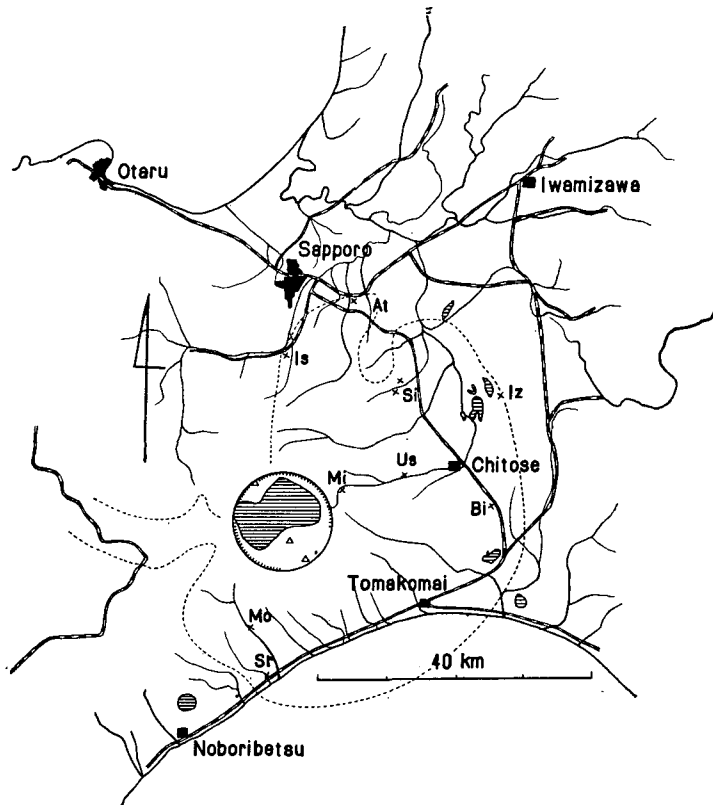 Otaru
Iwamizawa
Sapporo
At
Is
Si
Iz
Us
Chitose
Mi
Bi
Tomakomai
Mo
Sr
40 km
Noboribetsu